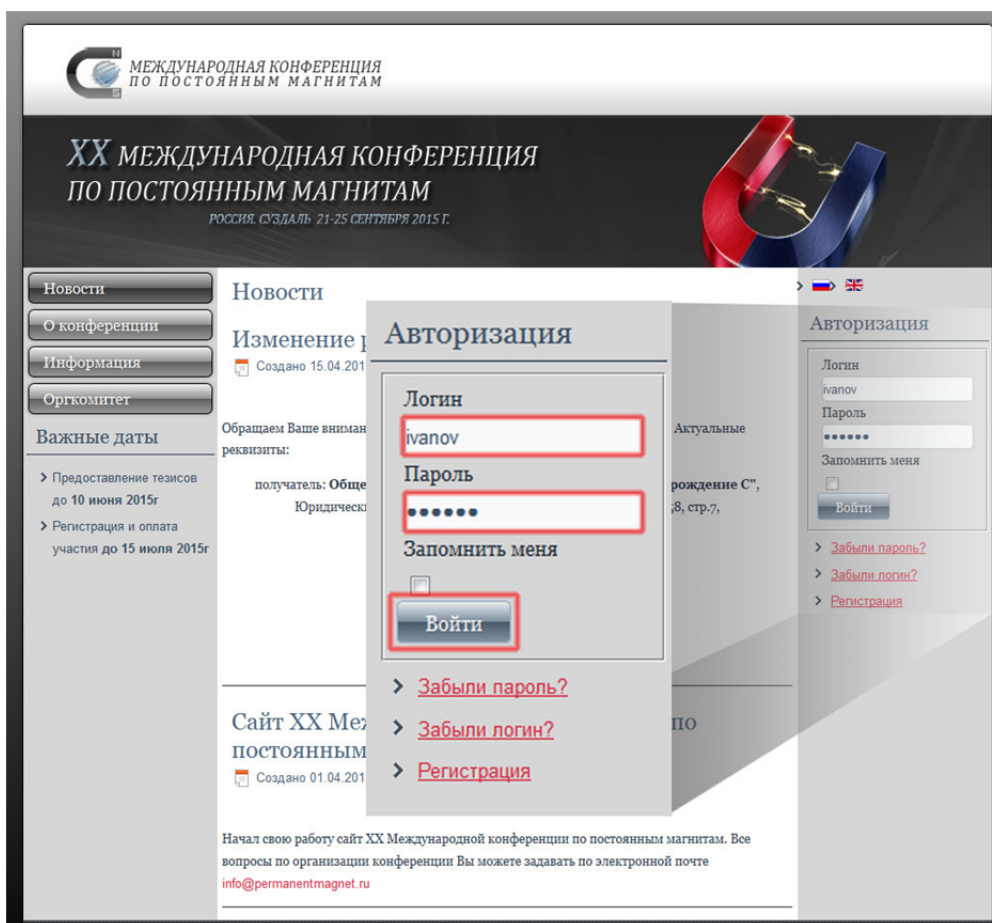 N
S
МЕЖДУНАРОДНАЯ КОНФЕРЕНЦИЯ
ПО ПОСТОЯННЫМ МАГНИТАМ
XX МЕЖДУНАРОДНАЯ КОНФЕРЕНЦИЯ
ПО ПОСТОЯННЫМ МАГНИТАМ
РОССИЯ. СУЗДАЛЬ 21-25 СЕНТЯБРЯ 2015 Г.
Новости
О конференции
Информация
Оргкомитет
Важные даты
Предоставление тезисов
до 10 июня 2015г
Регистрация и оплата
участия до 15 июля 2015г
Новости
Изменение
Создано 15.04.201
Обращаем Ваше Актуальные
реквизиты:
получатель: рождение С",
стр.7,
Сайт XX по
постоянным
Создано 01.04.201
Начал свою работу сайт XX Международной конференции по постоянным магнитам. Все
вопросы по организации конференции Вы можете задавать по электронной почте
info@permanentmagnet.ru
Авторизация
Логин
ivanov
Пароль
••••••
Запомнить меня
Войти
Забыли пароль?
Забыли логин?
Регистрация
Авторизация
Логин
ivanov
Пароль
••••••
Запомнить меня
Войти
Забыли пароль?
Забыли логин?
Регистрация